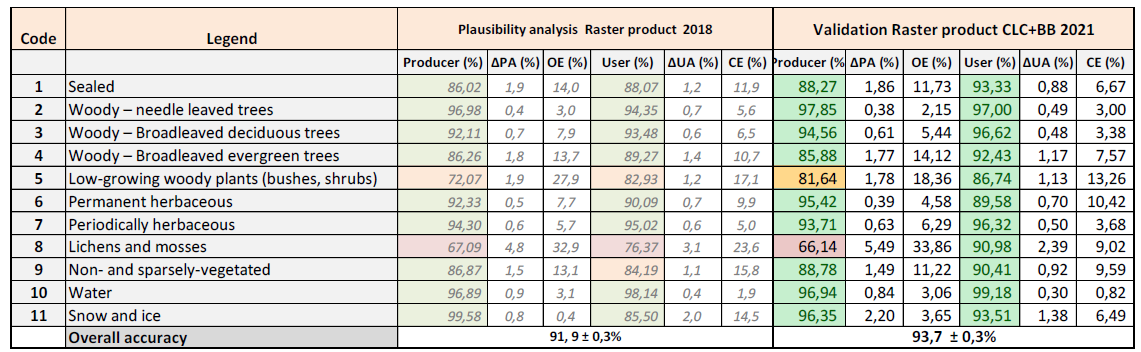 Code Legend Plausibility analysis Raster product 2018 Validation Raster product CLC+BB 2021
Producer (%) ΔPA (%) OE (%) User (%) ΔUA (%) CE (%) Producer (% ΔPA (%) OE (%) User (%) ΔUA (%) CE (%)
1 Sealed 86,02 1,9 14,0 88,07 1,2 11,9 88,27 1,86 11,73 93,33 0,88 6,67
2 Woody – needle leaved trees 96,98 0,4 3,0 94,35 0,7 5,6 97,85 0,38 2,15 97,00 0,49 3,00
3 Woody – Broadleaved deciduous trees 92,11 0,7 7,9 93,48 0,6 6,5 94,56 0,61 5,44 96,62 0,48 3,38
4 Woody – Broadleaved evergreen trees 86,26 1,8 13,7 89,27 1,4 10,7 85,88 1,77 14,12 92,43 1,17 7,57
5 Low-growing woody plants (bushes, shrubs) 72,07 1,9 27,9 82,93 1,2 17,1 81,64 1,78 18,36 86,74 1,13 13,26
6 Permanent herbaceous 92,33 0,5 7,7 90,09 0,7 9,9 95,42 0,39 4,58 89,58 0,70 10,42
7 Periodically herbaceous 94,30 0,6 5,7 95,02 0,6 5,0 93,71 0,63 6,29 96,32 0,50 3,68
8 Lichens and mosses 67,09 4,8 32,9 76,37 3,1 23,6 66,14 5,49 33,86 90,98 2,39 9,02
9 Non- and sparsely-vegetated 86,87 1,5 13,1 84,19 1,1 15,8 88,78 1,49 11,22 90,41 0,92 9,59
10 Water 96,89 0,9 3,1 98,14 0,4 1,9 96,94 0,84 3,06 99,18 0,30 0,82
11 Snow and ice 99,58 0,8 0,4 85,50 2,0 14,5 96,35 2,20 3,65 93,51 1,38 6,49
Overall accuracy 91, 9 ± 0,3% 93,7 ± 0,3%